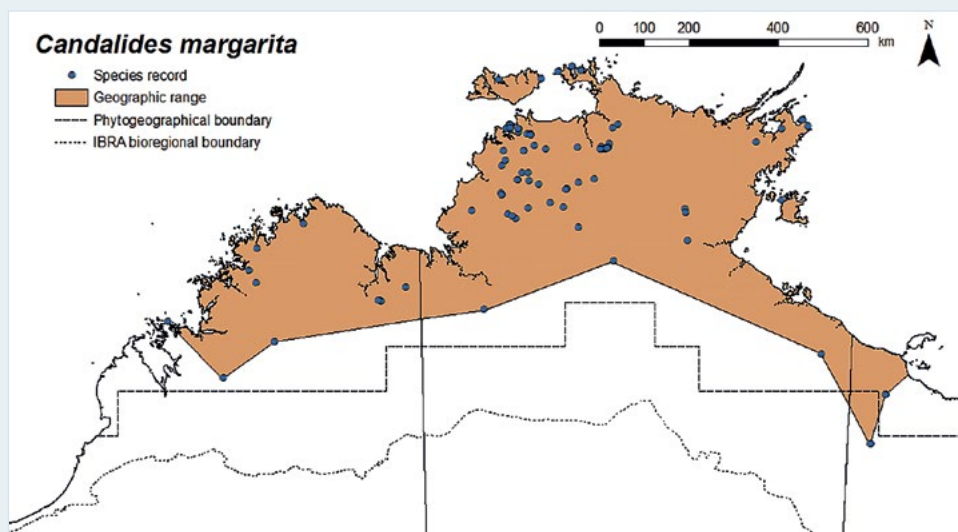 Candalides margarita
Species record
Geographic range
Phytogeographical boundary
IBRA bioregional boundary
0 100 200 400 600
km
N